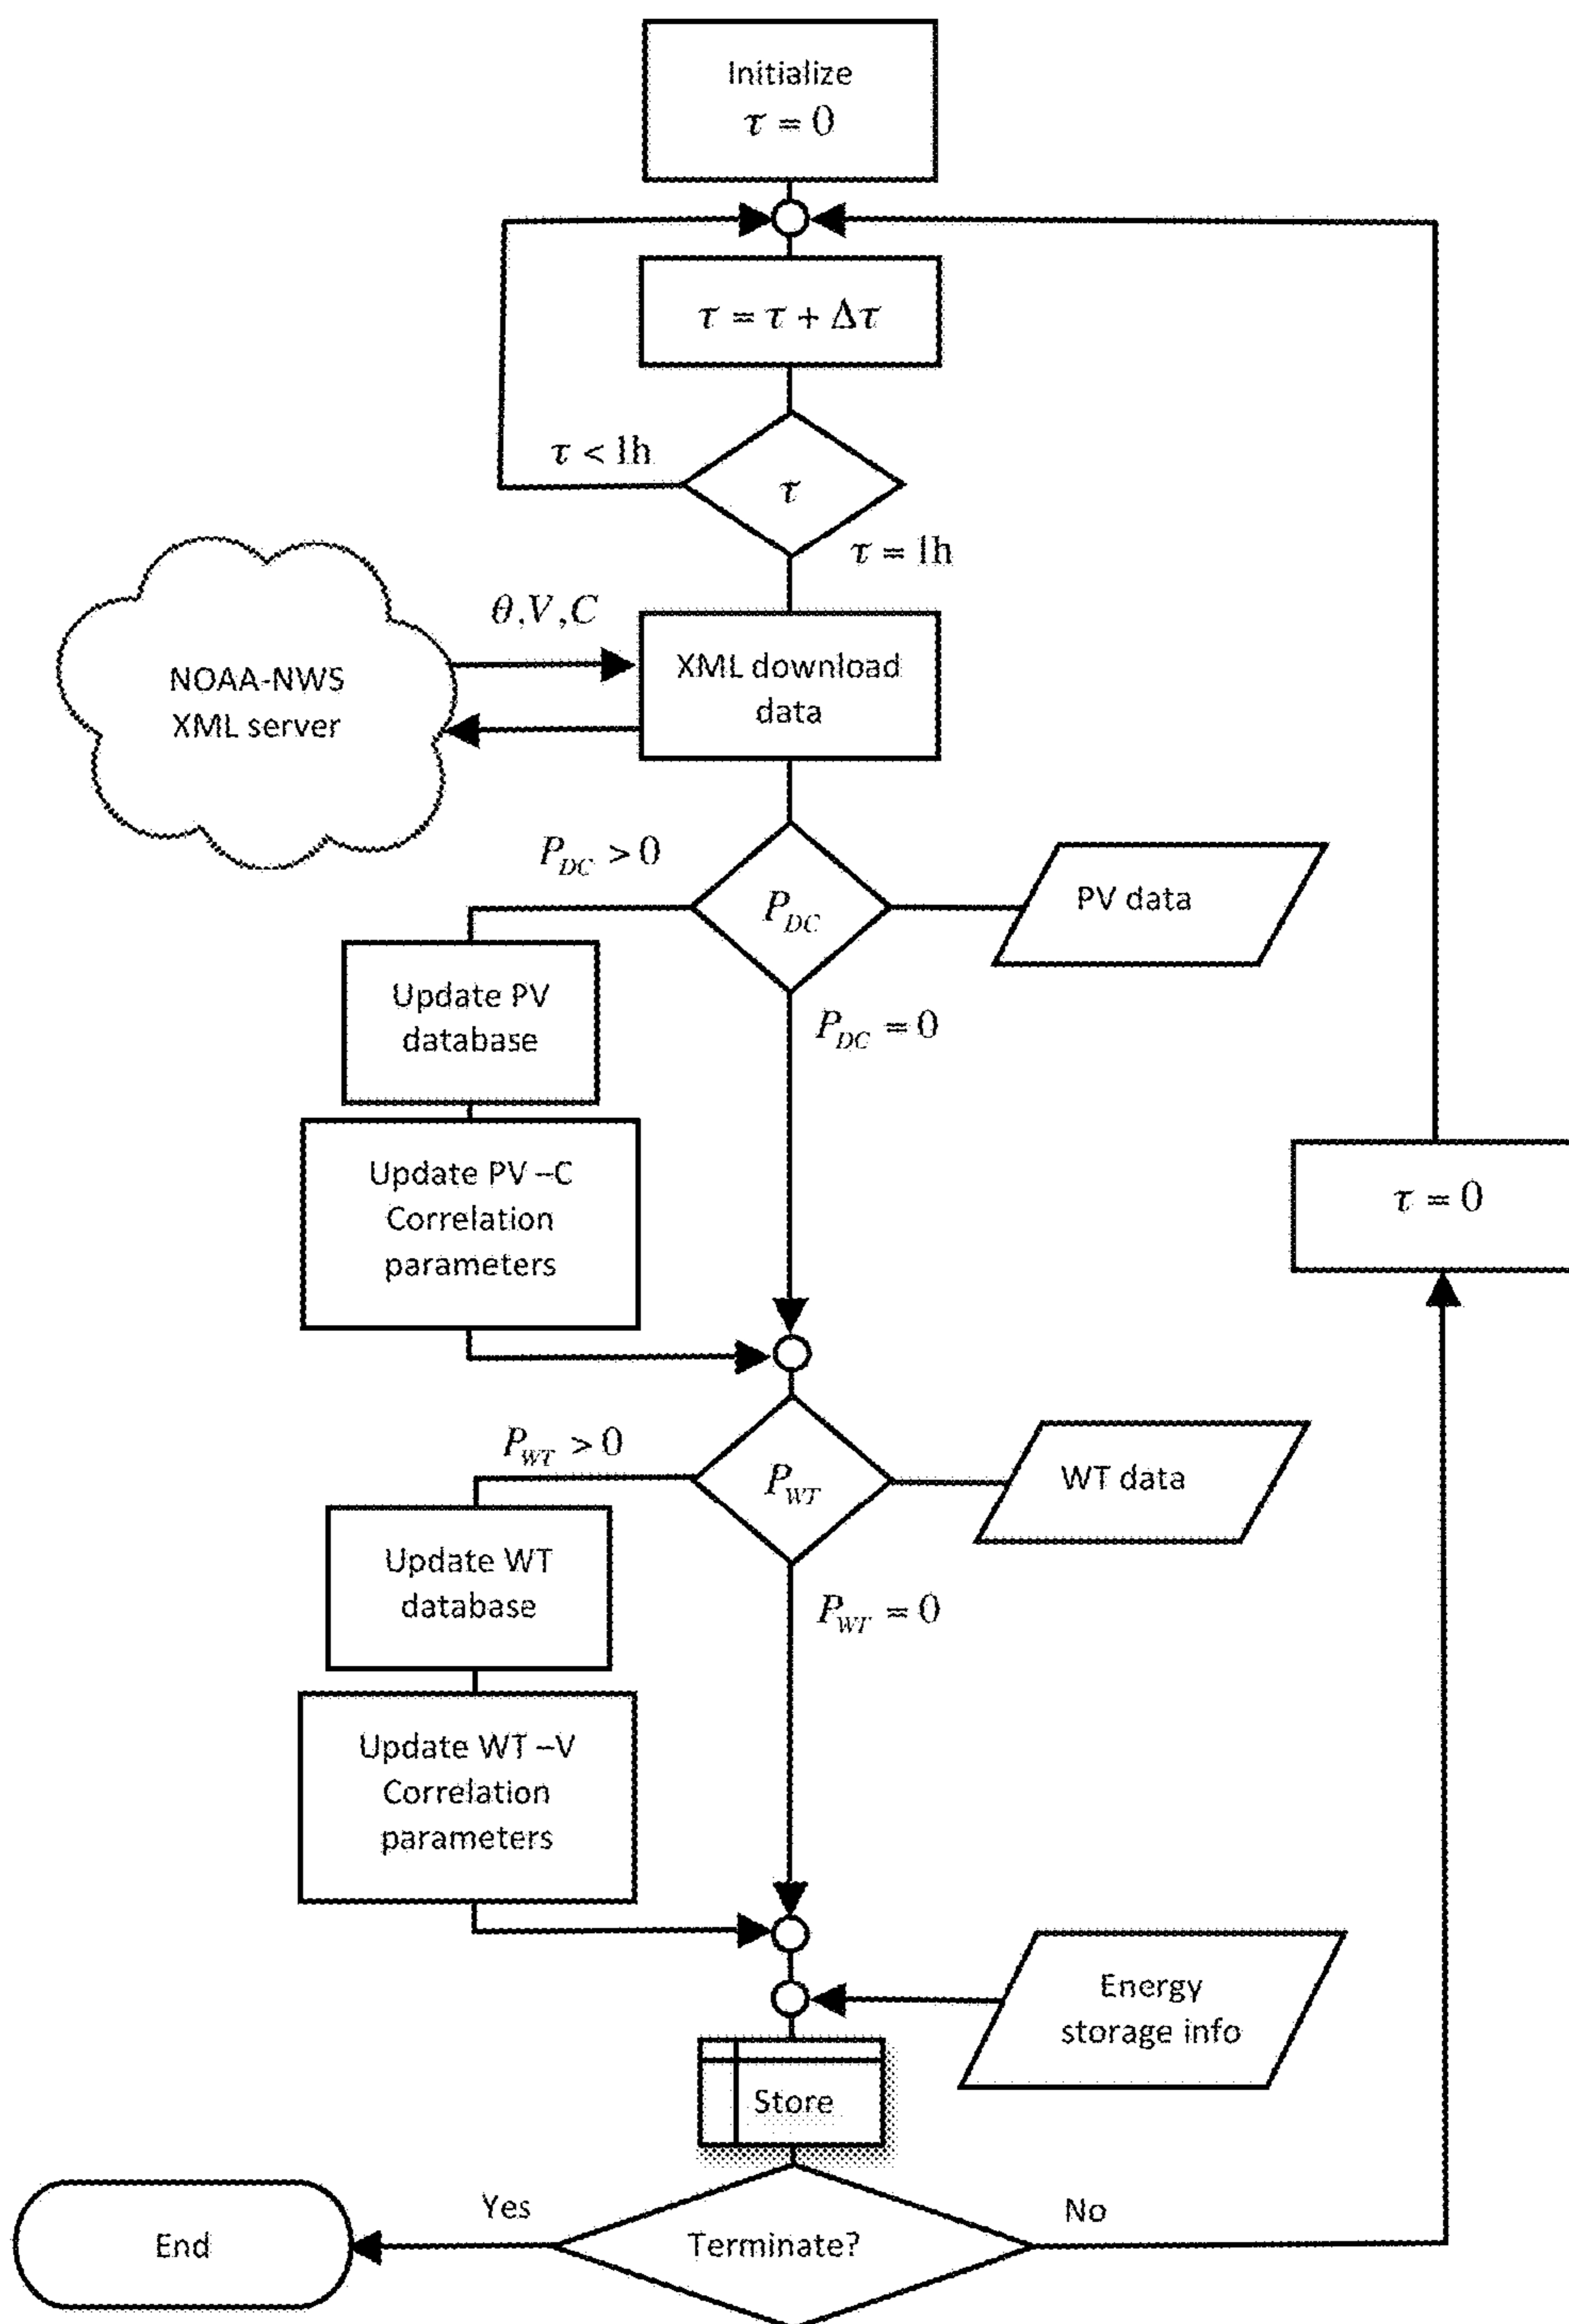 Initialize
τ = 0
τ = τ + Δτ
τ < 1h
τ
τ = 1h
θ,V,C
NOAA-NWS
XML server
XML download
data
P_DC > 0
P_DC
PV data
Update PV
database
P_DC = 0
Update PV –C
Correlation
parameters
τ = 0
P_WT > 0
P_WT
WT data
Update WT
database
P_WT = 0
Update WT –V
Correlation
parameters
Energy
storage info
Store
Yes
No
End
Terminate?